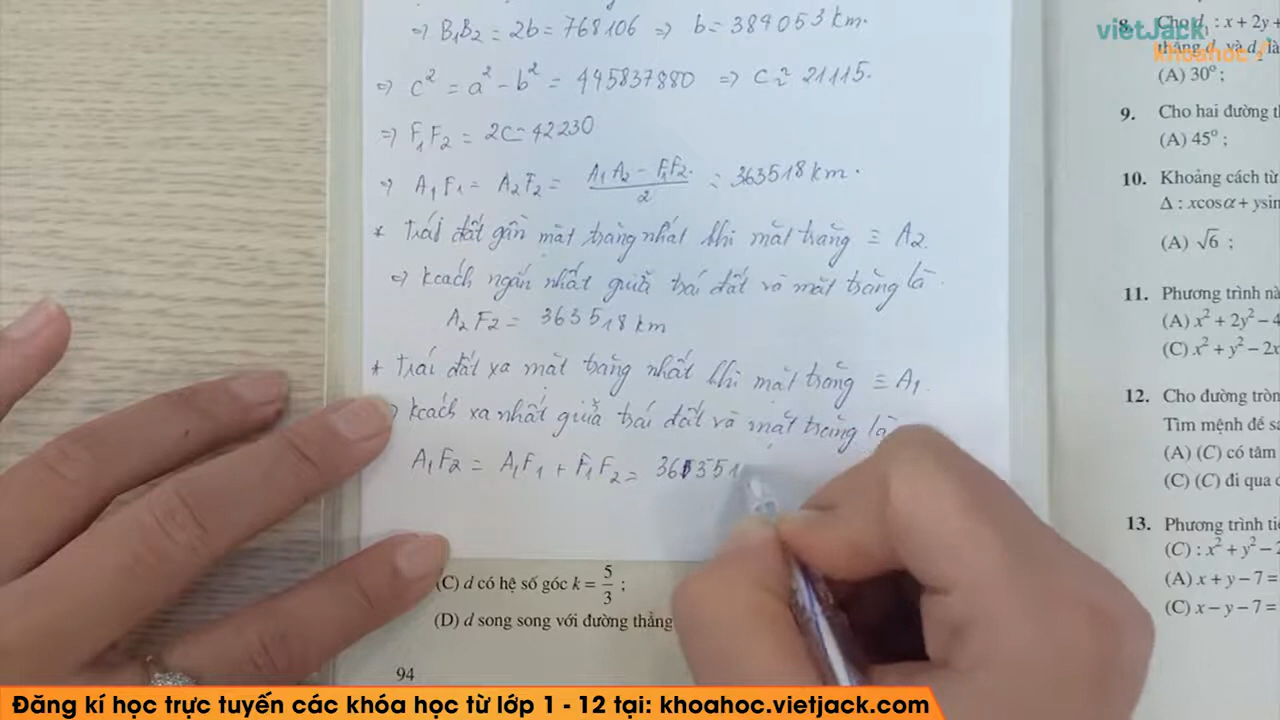 ⇒ B₁B₂ = 2b = 768106 ⇒ b = 384053 km.
⇒ c² = a² - b² = 445837880 ⇒ c ≃ 21115.
⇒ F₁F₂ = 2c ≃ 42230
⇒ A₁F₁ = A₂F₂ = (A₁A₂ - F₁F₂)/2 = 363518 km.
* Trái đất gần mặt trăng nhất khi mặt trăng ≡ A₂.
⇒ kcách ngắn nhất giữa trái đất và mặt trăng là
A₂F₂ = 363518 km
* Trái đất xa mặt trăng nhất khi mặt trăng ≡ A₁.
⇒ kcách xa nhất giữa trái đất và mặt trăng là
A₁F₂ = A₁F₁ + F₁F₂ = 36351
(C) d có hệ số góc k = 5/3 ;
(D) d song song với đường thẳng
94
vietJack
khoahoc
8. Cho d₁ : x + 2y +
thẳng d₁ và d₂ là
(A) 30° ;
9. Cho hai đường th
(A) 45° ;
10. Khoảng cách từ
Δ : xcosα + ysin
(A) √6 ;
11. Phương trình nà
(A) x² + 2y² – 4
(C) x² + y² – 2x
12. Cho đường tròn
Tìm mệnh đề sa
(A) (C) có tâm
(C) (C) đi qua đ
13. Phương trình tiế
(C) : x² + y² – 2
(A) x + y – 7 =
(C) x – y – 7 =
Đăng kí học trực tuyến các khóa học từ lớp 1 - 12 tại: khoahoc.vietjack.com